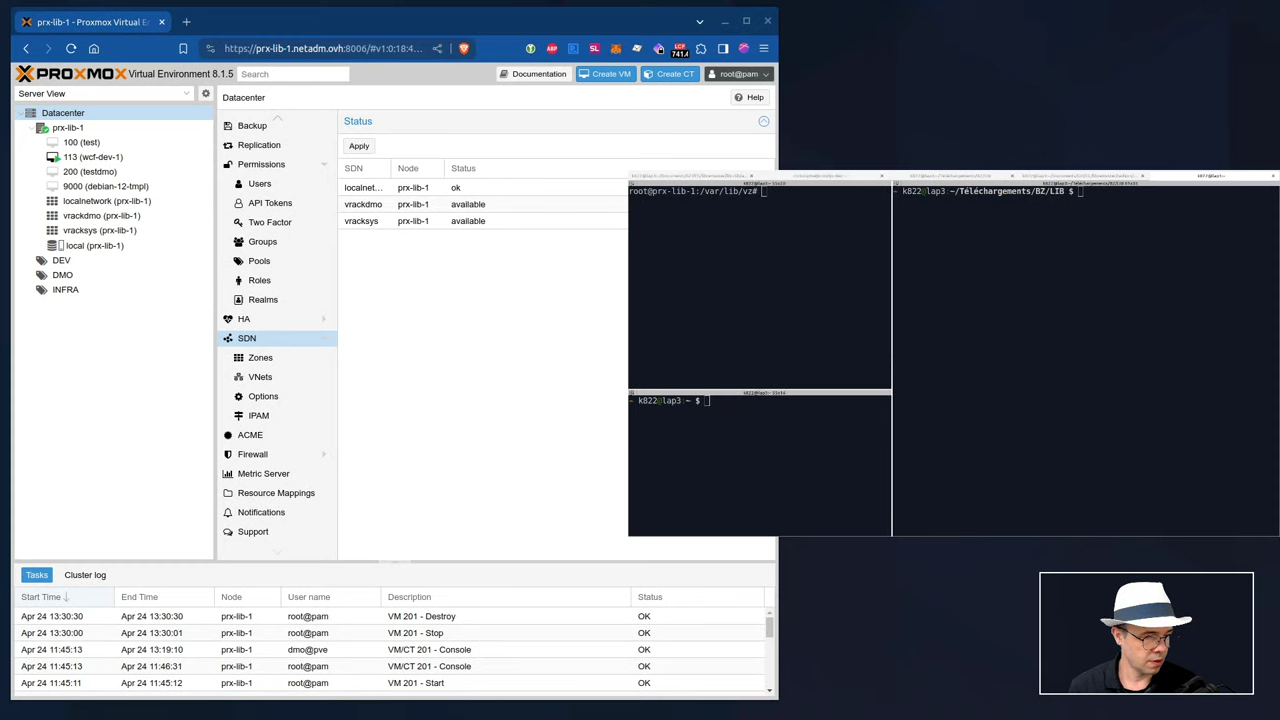 prx-lib-1 - Proxmox Virtual E
https://prx-lib-1.netadm.ovh:8006/#v1:0:18:4...
ABP
SL
LCP
741.4
PROXMOX Virtual Environment 8.1.5
Search
Documentation
Create VM
Create CT
root@pam
Server View
Datacenter
Help
Datacenter
prx-lib-1
100 (test)
113 (wcf-dev-1)
200 (testdmo)
9000 (debian-12-tmpl)
localnetwork (prx-lib-1)
vrackdmo (prx-lib-1)
vracksys (prx-lib-1)
local (prx-lib-1)
DEV
DMO
INFRA
Backup
Replication
Permissions
Users
API Tokens
Two Factor
Groups
Pools
Roles
Realms
HA
SDN
Zones
VNets
Options
IPAM
ACME
Firewall
Metric Server
Resource Mappings
Notifications
Support
Status
Apply
SDN Node Status
localnet... prx-lib-1 ok
vrackdmo prx-lib-1 available
vracksys prx-lib-1 available
root@prx-lib-1:/var/lib/vz#
k822@lap3:~ $
k822@lap3:~/Téléchargements/BZ/LIB $
Tasks
Cluster log
Start Time End Time Node User name Description Status
Apr 24 13:30:30 Apr 24 13:30:30 prx-lib-1 root@pam VM 201 - Destroy OK
Apr 24 13:30:00 Apr 24 13:30:01 prx-lib-1 root@pam VM 201 - Stop OK
Apr 24 11:45:13 Apr 24 13:19:10 prx-lib-1 dmo@pve VM/CT 201 - Console OK
Apr 24 11:45:13 Apr 24 11:46:31 prx-lib-1 root@pam VM/CT 201 - Console OK
Apr 24 11:45:11 Apr 24 11:45:12 prx-lib-1 root@pam VM 201 - Start OK